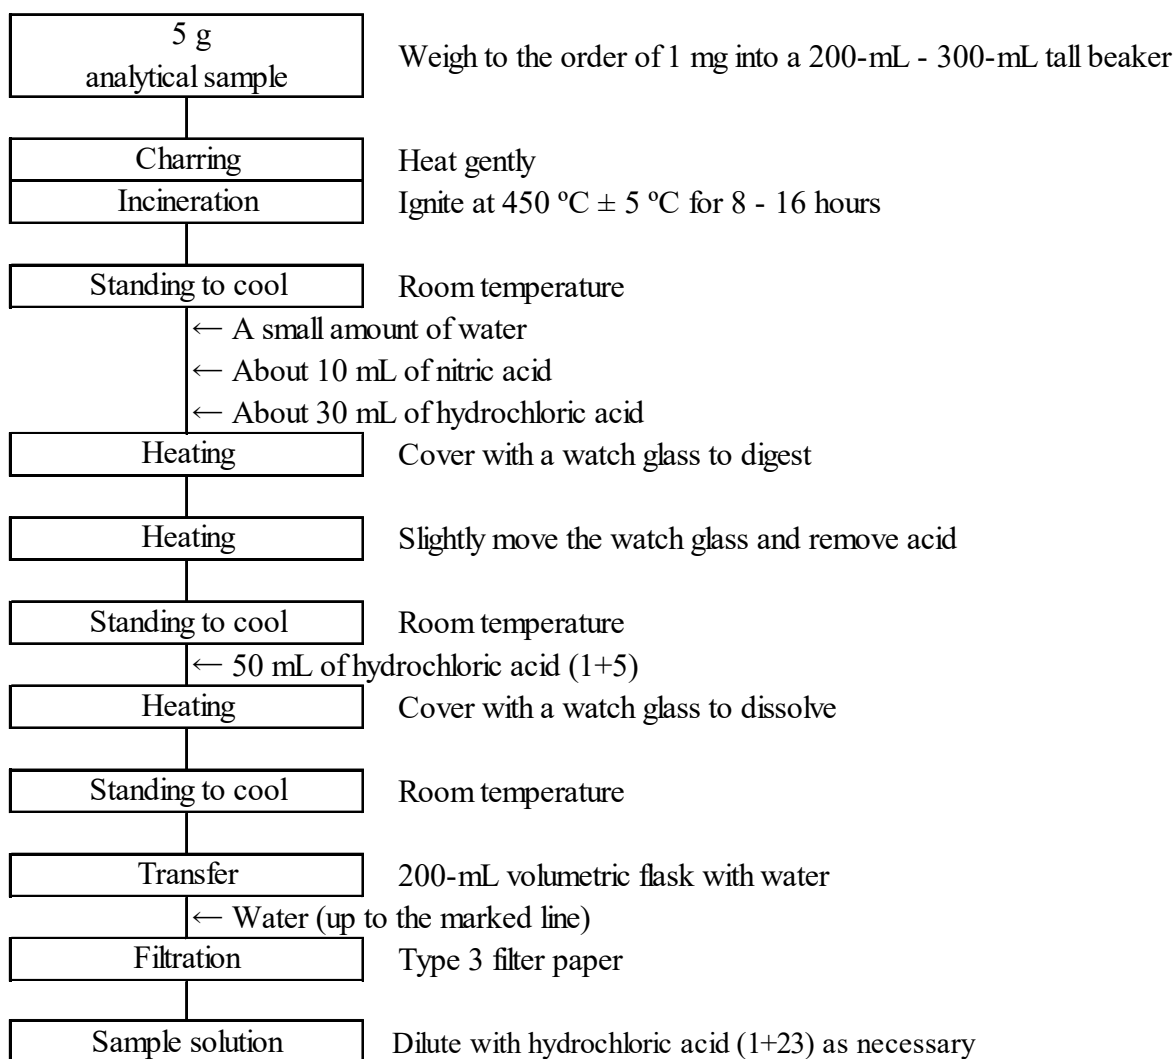 5 g
analytical sample
Weigh to the order of 1 mg into a 200-mL - 300-mL tall beaker
Charring
Heat gently
Incineration
Ignite at 450 ºC ± 5 ºC for 8 - 16 hours
Standing to cool
Room temperature
← A small amount of water
← About 10 mL of nitric acid
← About 30 mL of hydrochloric acid
Heating
Cover with a watch glass to digest
Heating
Slightly move the watch glass and remove acid
Standing to cool
Room temperature
← 50 mL of hydrochloric acid (1+5)
Heating
Cover with a watch glass to dissolve
Standing to cool
Room temperature
Transfer
200-mL volumetric flask with water
← Water (up to the marked line)
Filtration
Type 3 filter paper
Sample solution
Dilute with hydrochloric acid (1+23) as necessary